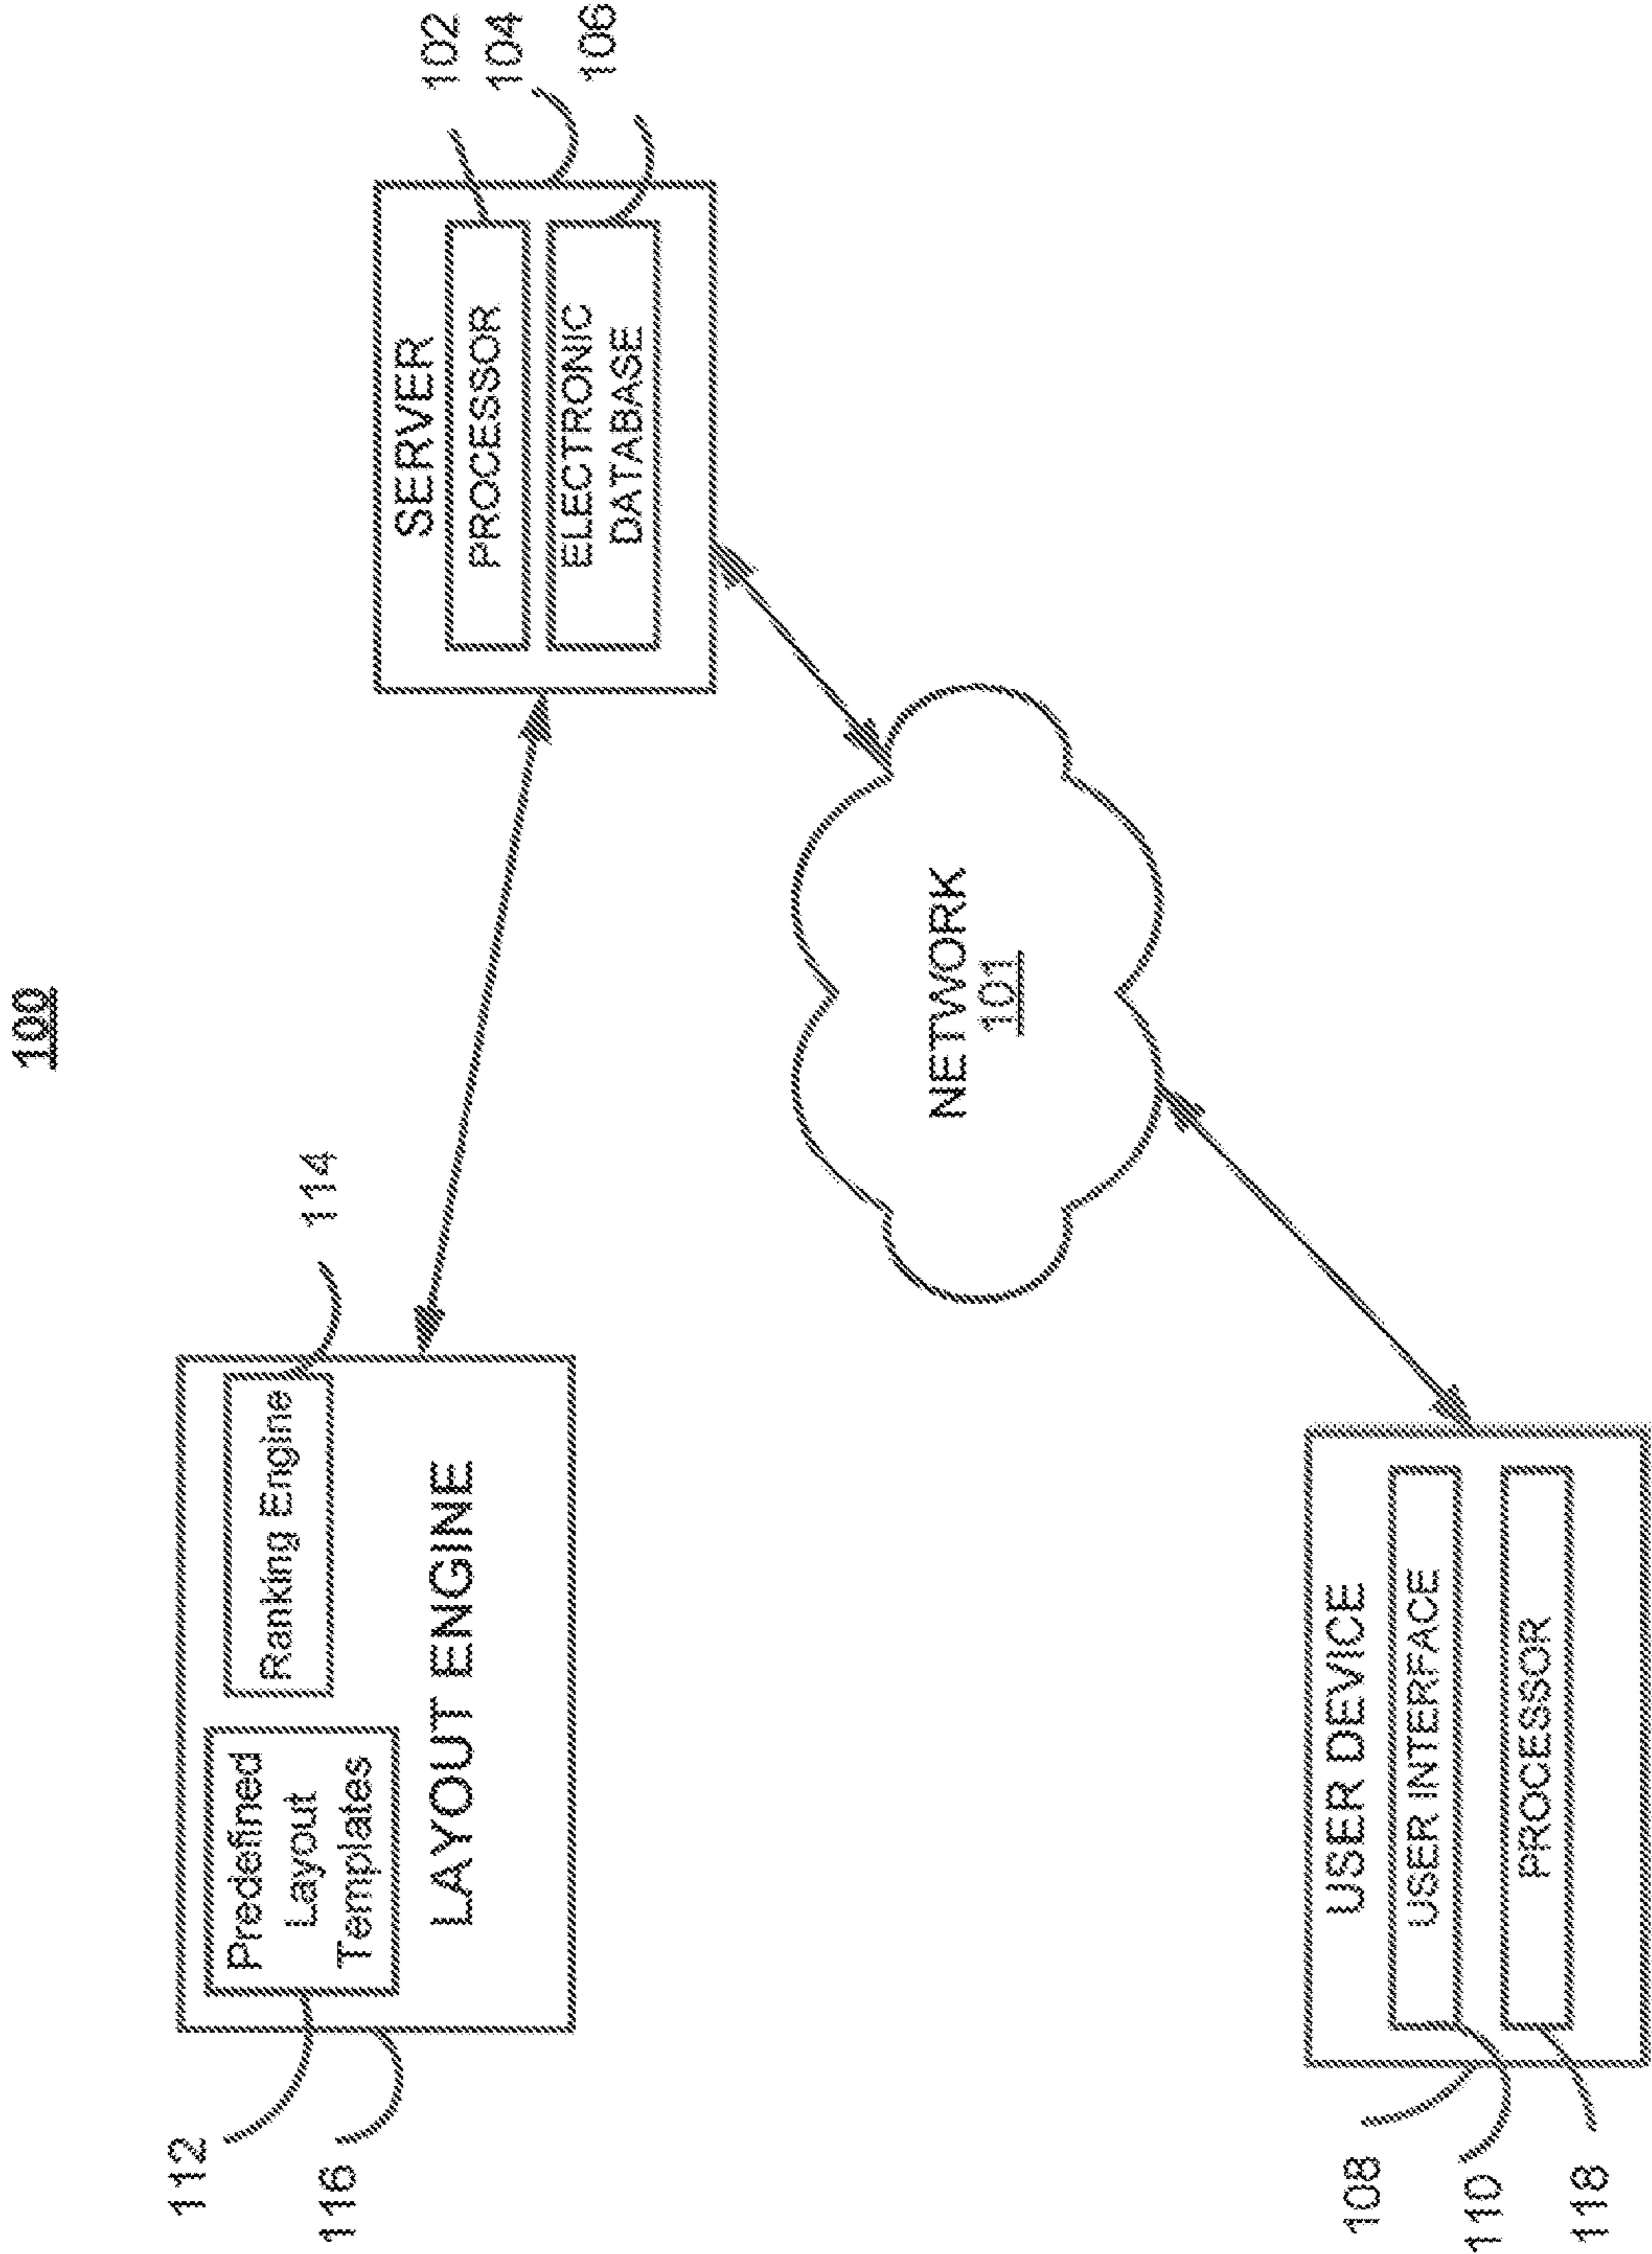 100
112
116
Predefined
Layout
Templates
Ranking Engine
114
LAYOUT ENGINE
SERVER
PROCESSOR
ELECTRONIC
DATABASE
102
104
106
NETWORK
101
USER DEVICE
USER INTERFACE
PROCESSOR
108
110
118